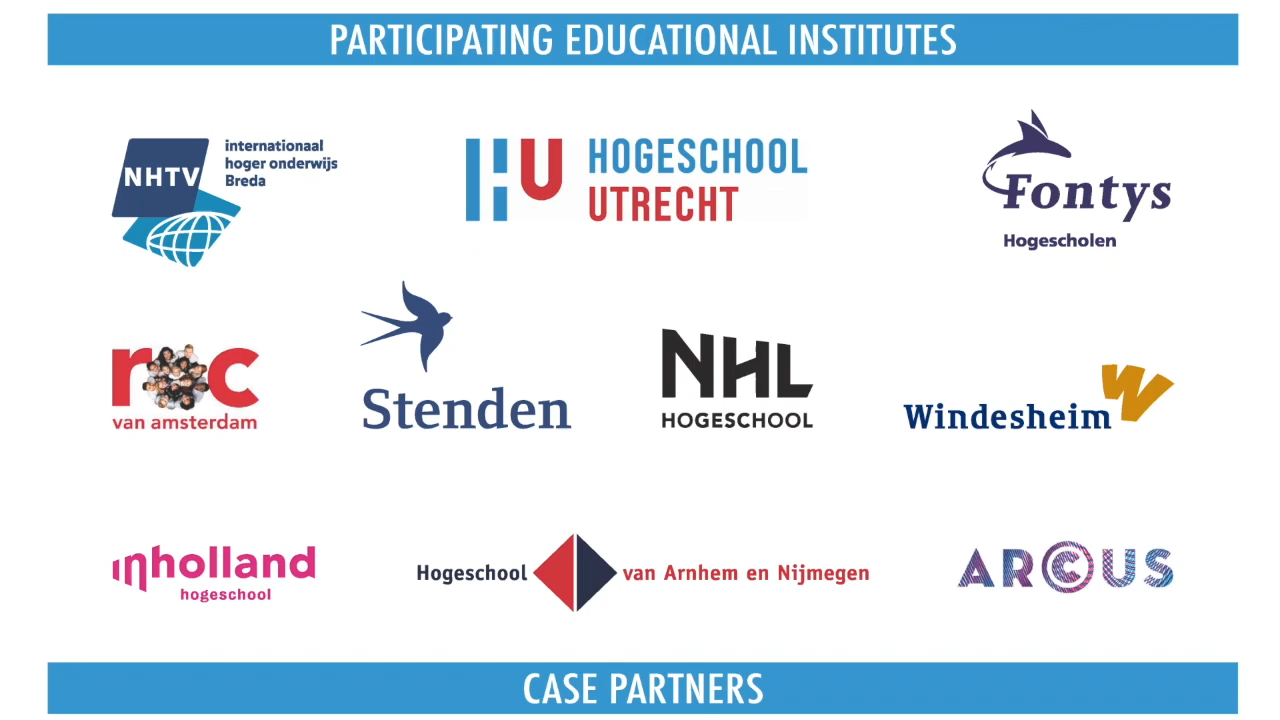 PARTICIPATING EDUCATIONAL INSTITUTES
NHTV
internationaal
hoger onderwijs
Breda
HU
HOGESCHOOL
UTRECHT
Fontys
Hogescholen
roc
van amsterdam
Stenden
NHL
HOGESCHOOL
Windesheim
W
inholland
hogeschool
Hogeschool van Arnhem en Nijmegen
ARCUS
CASE PARTNERS